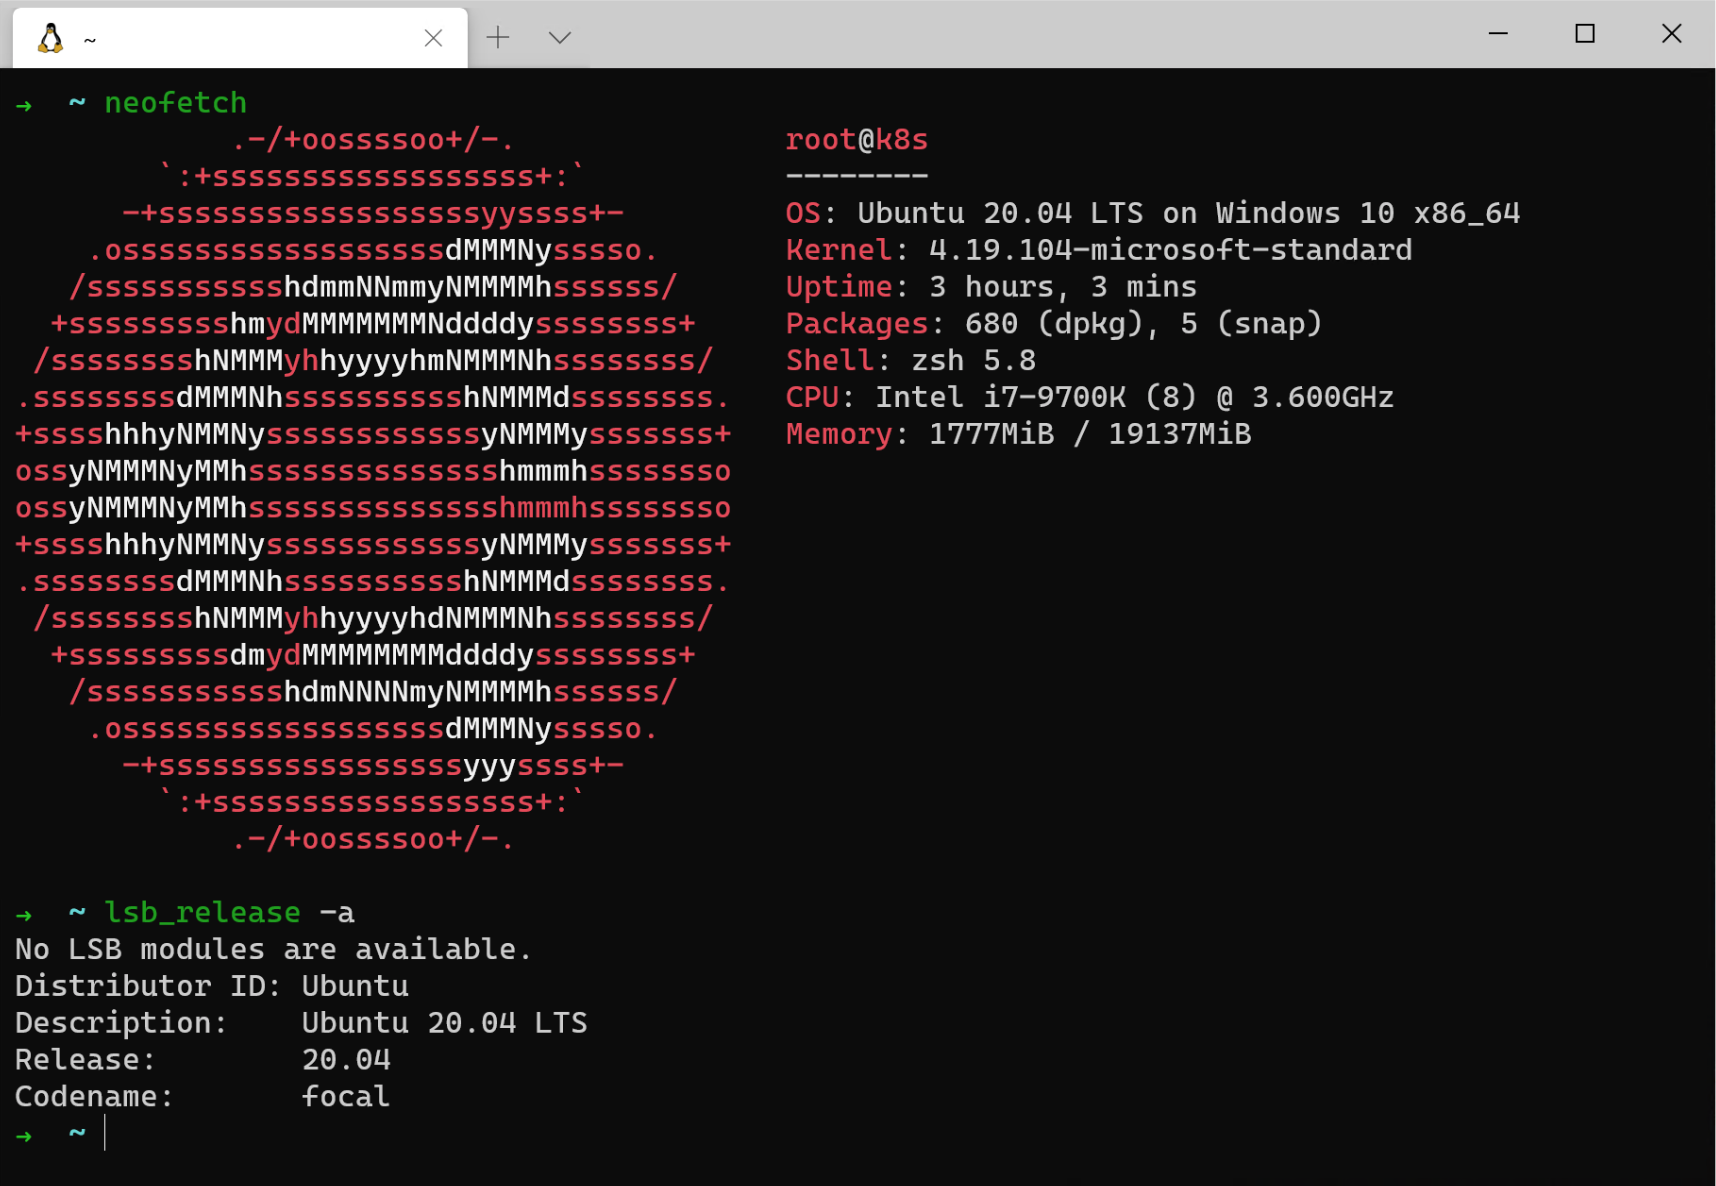 ~
→  ~ neofetch
            .-/+oossssoo+/-.               root@k8s
        `:+ssssssssssssssssss+:`           --------
      -+ssssssssssssssssssyyssss+-         OS: Ubuntu 20.04 LTS on Windows 10 x86_64
    .ossssssssssssssssssdMMMNysssso.       Kernel: 4.19.104-microsoft-standard
   /ssssssssssshdmmNNmmyNMMMMhssssss/      Uptime: 3 hours, 3 mins
  +ssssssssshmydMMMMMMMNddddyssssssss+     Packages: 680 (dpkg), 5 (snap)
 /sssssssshNMMMyhhyyyyhmNMMMNhssssssss/    Shell: zsh 5.8
.ssssssssdMMMNhsssssssssshNMMMdssssssss.   CPU: Intel i7-9700K (8) @ 3.600GHz
+sssshhhyNMMNyssssssssssssyNMMMysssssss+   Memory: 1777MiB / 19137MiB
ossyNMMMNyMMhsssssssssssssshmmmhssssssso
ossyNMMMNyMMhsssssssssssssshmmmhssssssso
+sssshhhyNMMNyssssssssssssyNMMMysssssss+
.ssssssssdMMMNhsssssssssshNMMMdssssssss.
 /sssssssshNMMMyhhyyyyhdNMMMNhssssssss/
  +sssssssssdmydMMMMMMMMddddyssssssss+
   /ssssssssssshdmNNNNmyNMMMMhssssss/
    .ossssssssssssssssssdMMMNysssso.
      -+sssssssssssssssssyyyssss+-
        `:+ssssssssssssssssss+:`
            .-/+oossssoo+/-.
→  ~ lsb_release -a
No LSB modules are available.
Distributor ID: Ubuntu
Description:    Ubuntu 20.04 LTS
Release:        20.04
Codename:       focal
→  ~